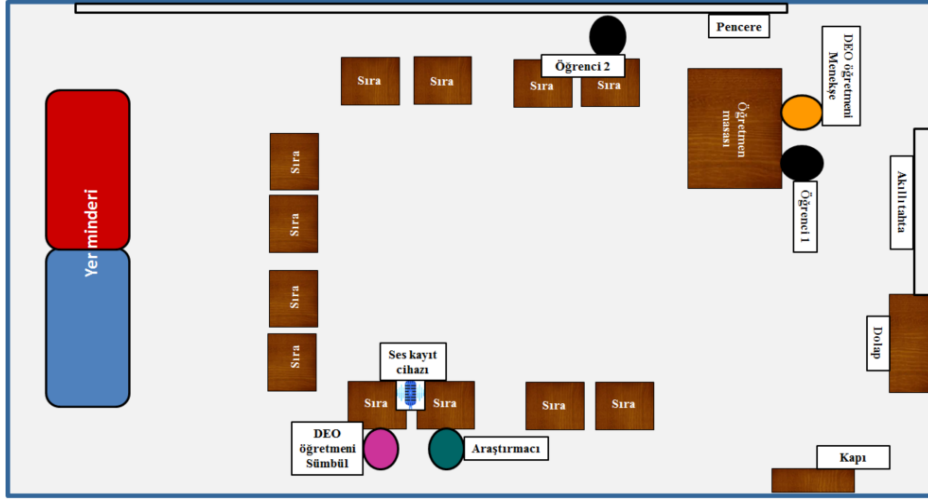 Pencere
DEO öğretmeni
Menekşe
Öğrenci 2
Sıra
Sıra
Sıra
Sıra
Öğretmen
masası
Öğrenci 1
Akıllı tahta
Sıra
Sıra
Sıra
Sıra
Yer minderi
Dolap
Ses kayıt
cihazı
Sıra
Sıra
Sıra
Sıra
DEO
öğretmeni
Sümbül
Araştırmacı
Kapı